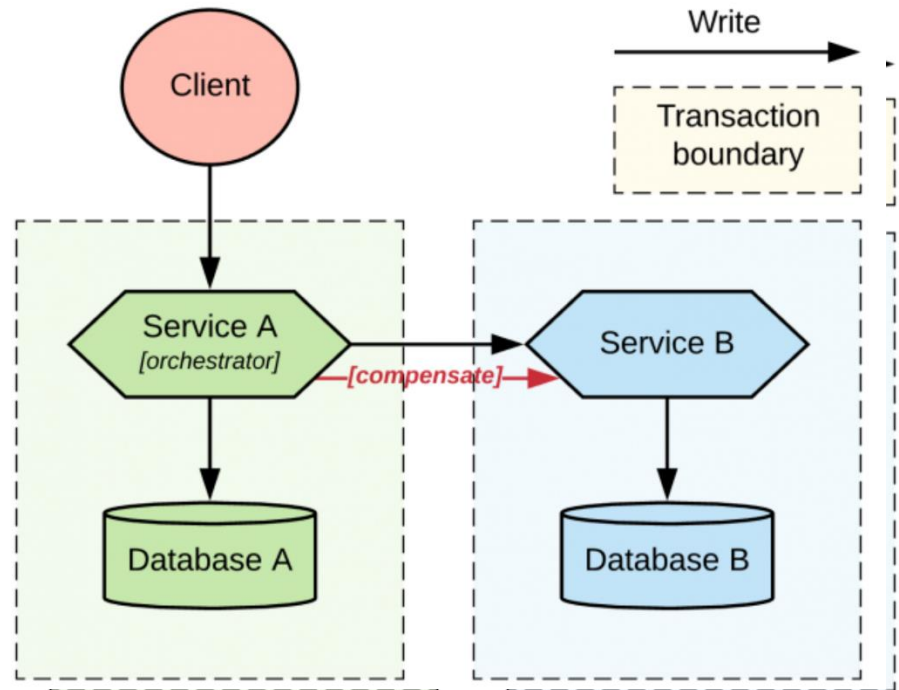 Client
Write
Transaction
boundary
Service A
[orchestrator]
[compensate]
Service B
Database A
Database B